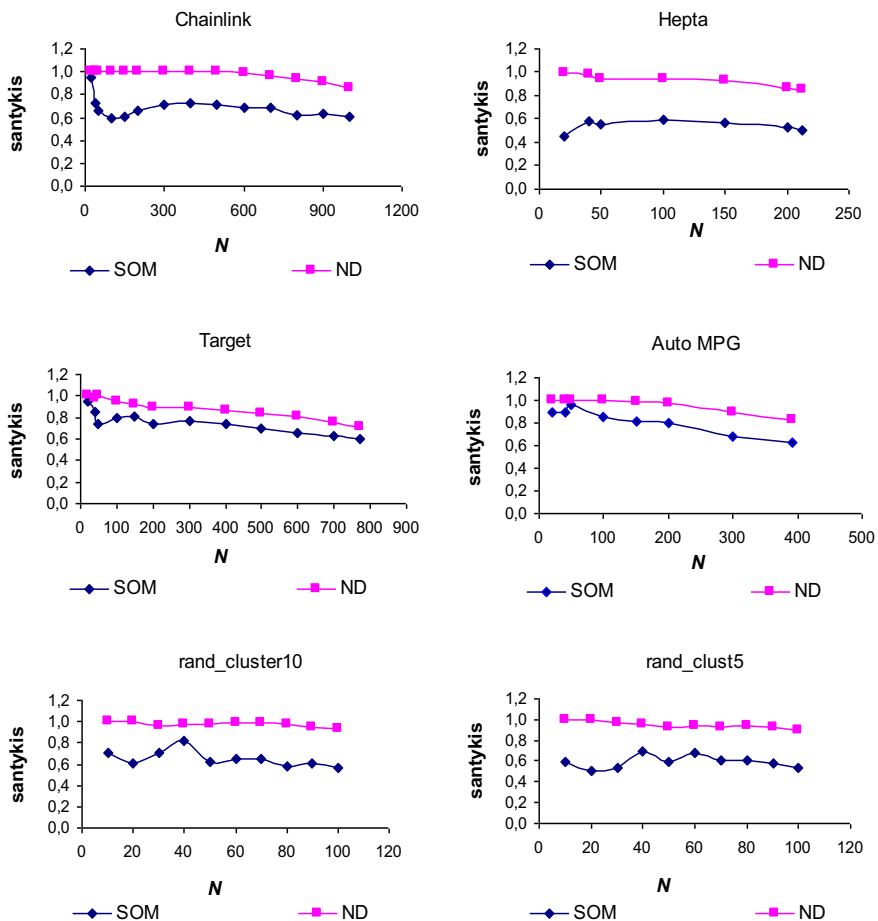 Chainlink
1,2
1,0
0,8
0,6
0,4
0,2
0,0
santykis
0 300 600 900 1200
N
SOM ND
Hepta
1,2
1,0
0,8
0,6
0,4
0,2
0,0
santykis
0 50 100 150 200 250
N
SOM ND
Target
1,2
1,0
0,8
0,6
0,4
0,2
0,0
santykis
0 100 200 300 400 500 600 700 800 900
N
SOM ND
Auto MPG
1,2
1,0
0,8
0,6
0,4
0,2
0,0
santykis
0 100 200 300 400 500
N
SOM ND
rand_cluster10
1,2
1,0
0,8
0,6
0,4
0,2
0,0
santykis
0 20 40 60 80 100 120
N
SOM ND
rand_clust5
1,2
1,0
0,8
0,6
0,4
0,2
0,0
santykis
0 20 40 60 80 100 120
N
SOM ND